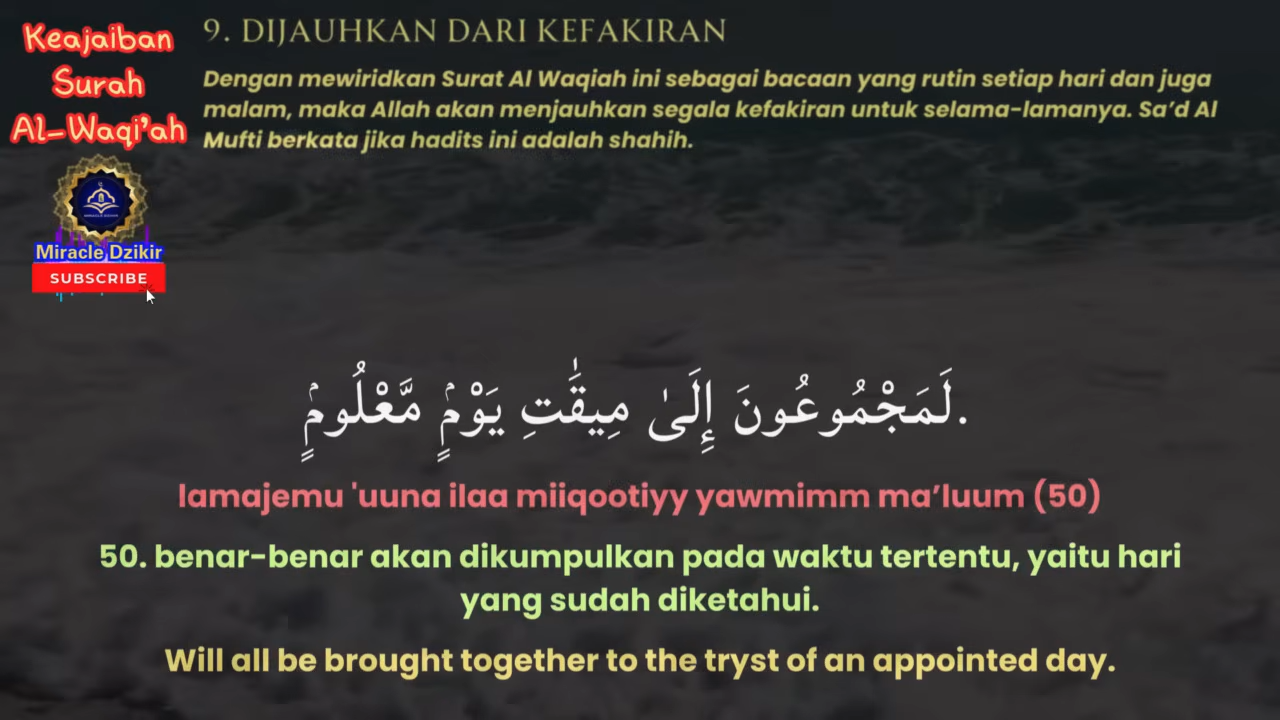 Keajaiban
Surah
Al-Waqi'ah
9. DIJAUHKAN DARI KEFAKIRAN
Dengan mewiridkan Surat Al Waqiah ini sebagai bacaan yang rutin setiap hari dan juga
malam, maka Allah akan menjauhkan segala kefakiran untuk selama-lamanya. Sa’d Al
Mufti berkata jika hadits ini adalah shahih.
Miracle Dzikir
SUBSCRIBE
لَمَجْمُوعُونَ إِلَىٰ مِيقَٰتِ يَوْمٍۢ مَّعْلُومٍۢ.
lamajemu 'uuna ilaa miiqootiyy yawmimm ma’luum (50)
50. benar-benar akan dikumpulkan pada waktu tertentu, yaitu hari
yang sudah diketahui.
Will all be brought together to the tryst of an appointed day.